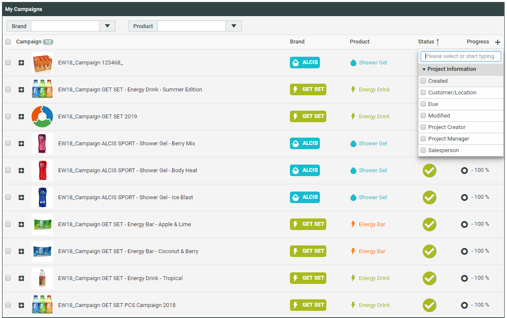 My Campaigns
Brand Product
Campaign 13 Brand Product Status ↑ Progress +
EW18_Campaign 123468_ ALCIS Shower Gel
EW18_Campaign GET SET - Energy Drink - Summer Edition GET SET Energy Drink
EW18_Campaign GET SET 2019 GET SET Energy Drink
EW18_Campaign ALCIS SPORT - Shower Gel - Berry Mix ALCIS Shower Gel
EW18_Campaign ALCIS SPORT - Shower Gel - Body Heat ALCIS Shower Gel - 100 %
EW18_Campaign ALCIS SPORT - Shower Gel - Ice Blast ALCIS Shower Gel - 100 %
EW18_Campaign GET SET - Energy Bar - Apple & Lime GET SET Energy Bar - 100 %
EW18_Campaign GET SET - Energy Bar - Coconut & Berry GET SET Energy Bar - 100 %
EW18_Campaign GET SET - Energy Drink - Tropical GET SET Energy Drink - 100 %
EW18_Campaign GET SET PCS Campaign 2018 GET SET Energy Drink - 100 %
Please select or start typing.
Project Information
Created
Customer/Location
Due
Modified
Project Creator
Project Manager
Salesperson